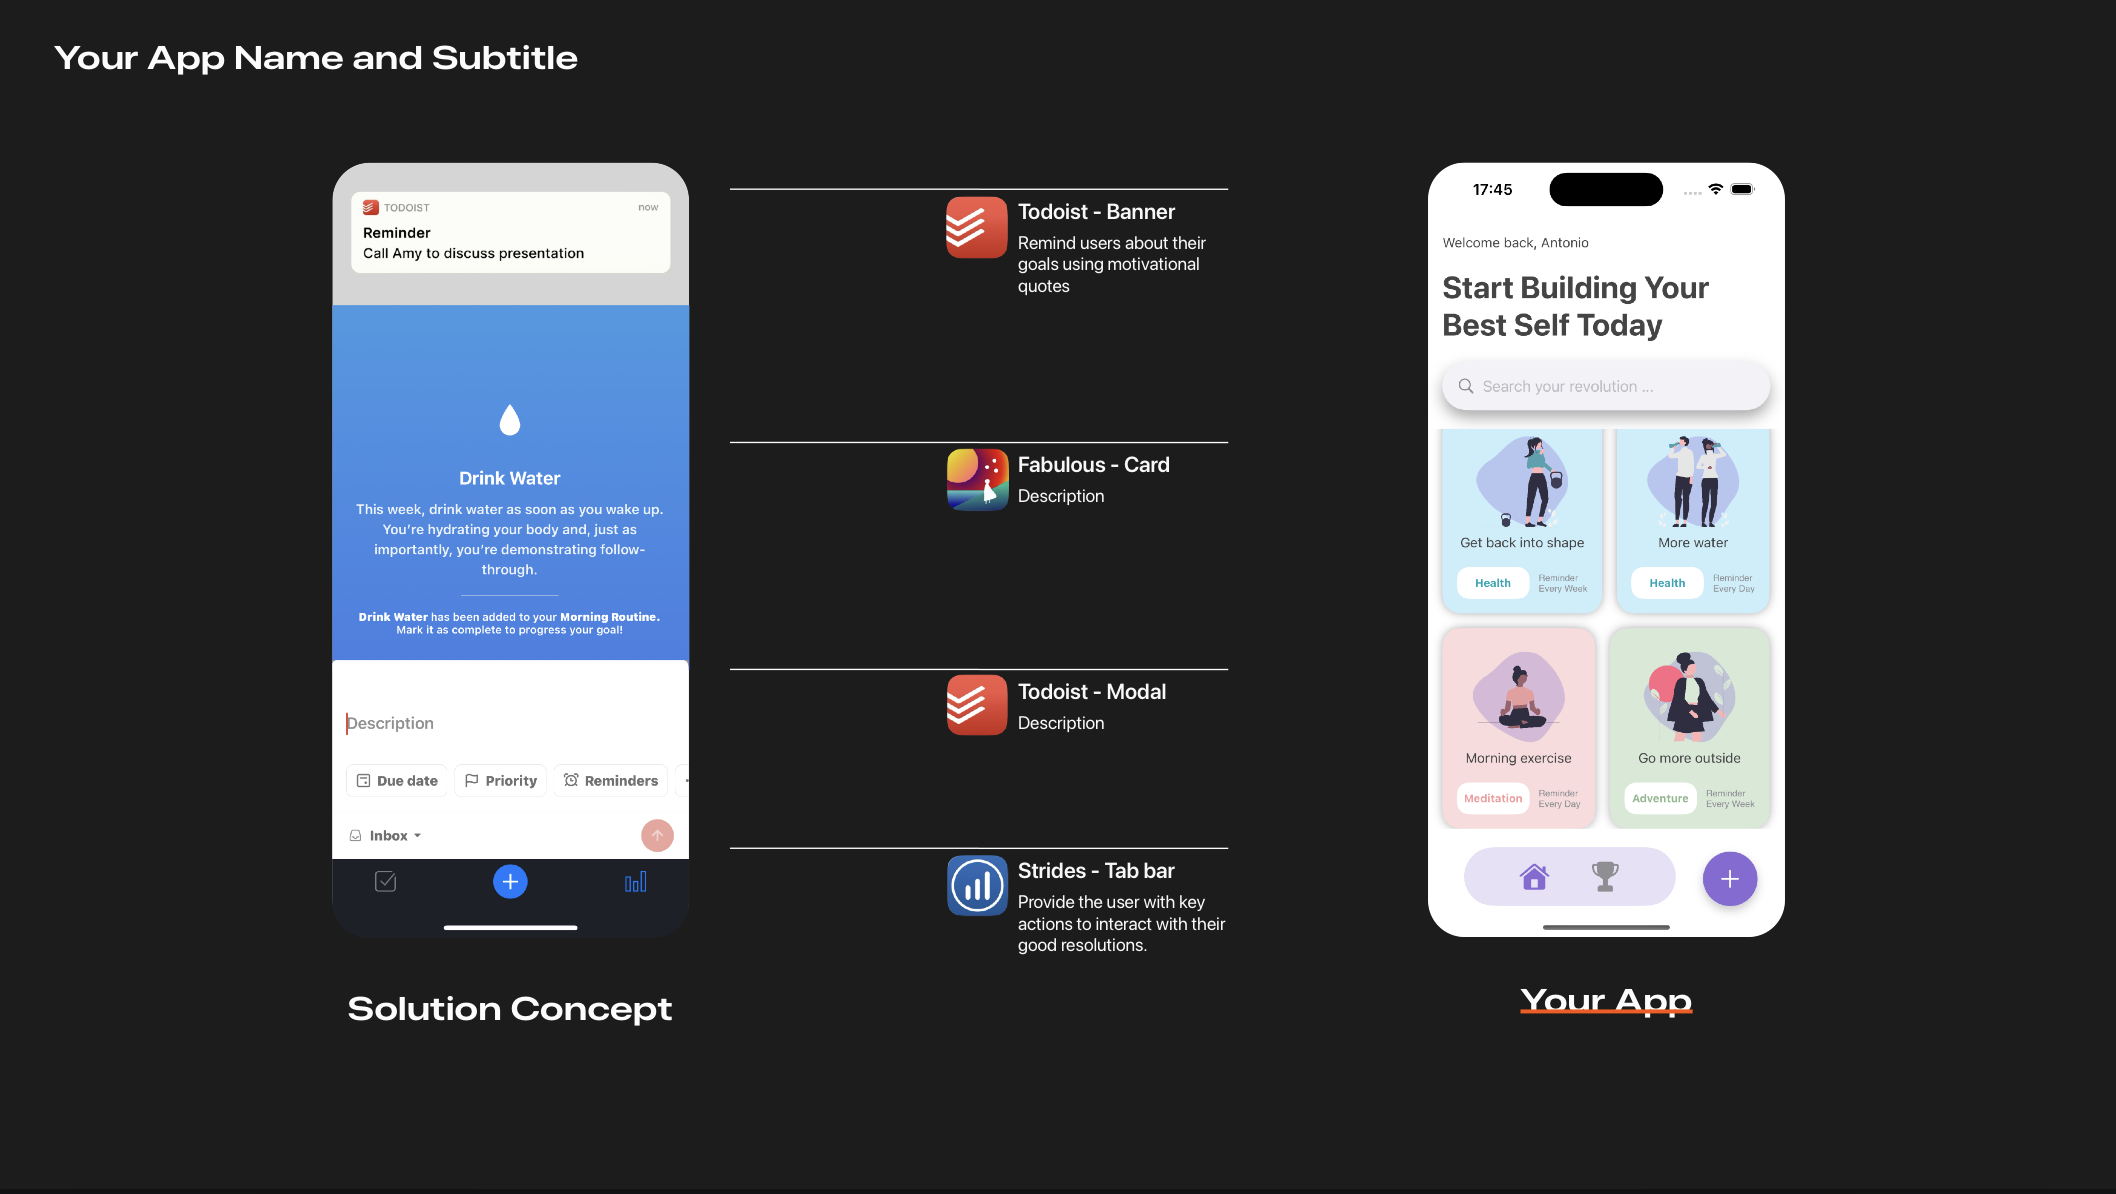 Your App Name and Subtitle
TODOIST
now
Reminder
Call Amy to discuss presentation
Drink Water
This week, drink water as soon as you wake up.
You're hydrating your body and, just as
importantly, you're demonstrating follow-
through.
Drink Water has been added to your Morning Routine.
Mark it as complete to progress your goal!
Description
Due date
Priority
Reminders
Inbox
Solution Concept
Todoist - Banner
Remind users about their
goals using motivational
quotes
Fabulous - Card
Description
Todoist - Modal
Description
Strides - Tab bar
Provide the user with key
actions to interact with their
good resolutions.
17:45
Welcome back, Antonio
Start Building Your
Best Self Today
Search your revolution ...
Get back into shape
Health
Reminder
Every Week
More water
Health
Reminder
Every Day
Morning exercise
Meditation
Reminder
Every Day
Go more outside
Adventure
Reminder
Every Week
Your App